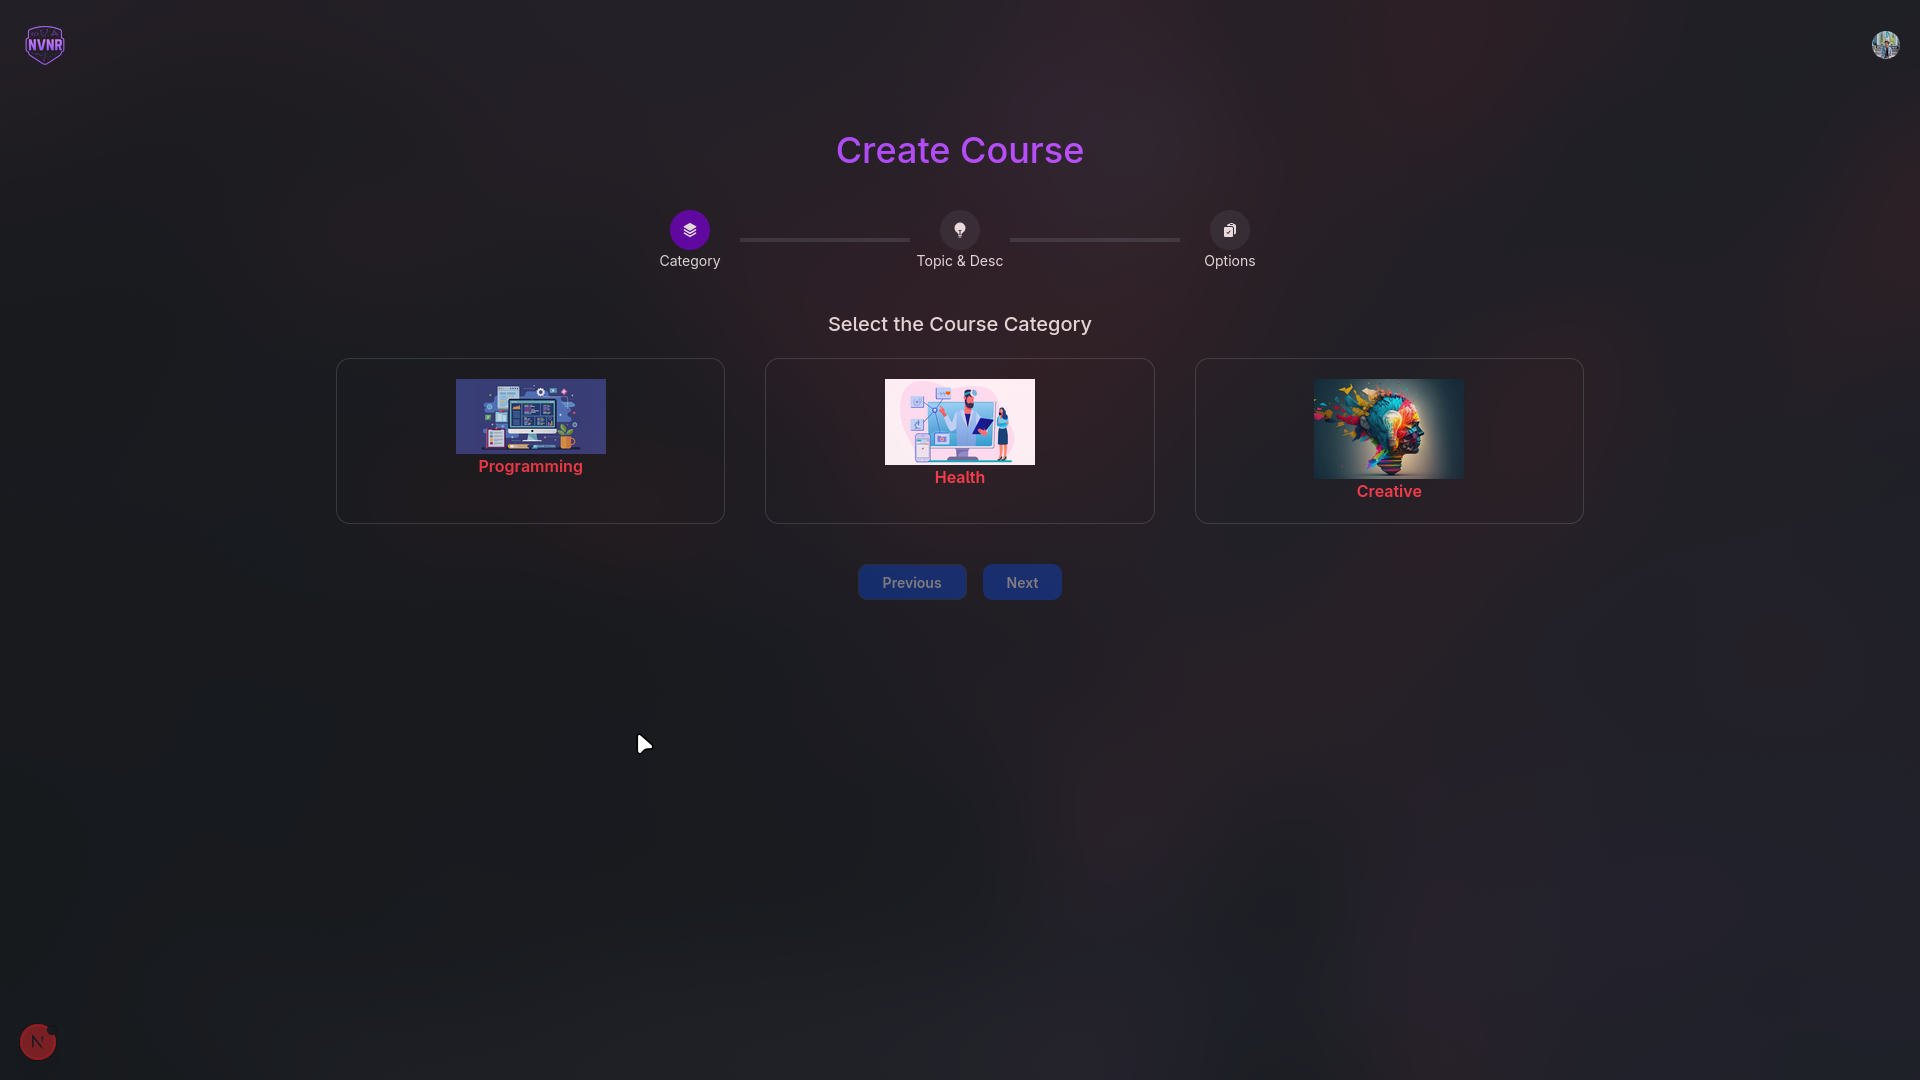 NVNR
Create Course
Category
Topic & Desc
Options
Select the Course Category
Programming
Health
Creative
Previous
Next
N